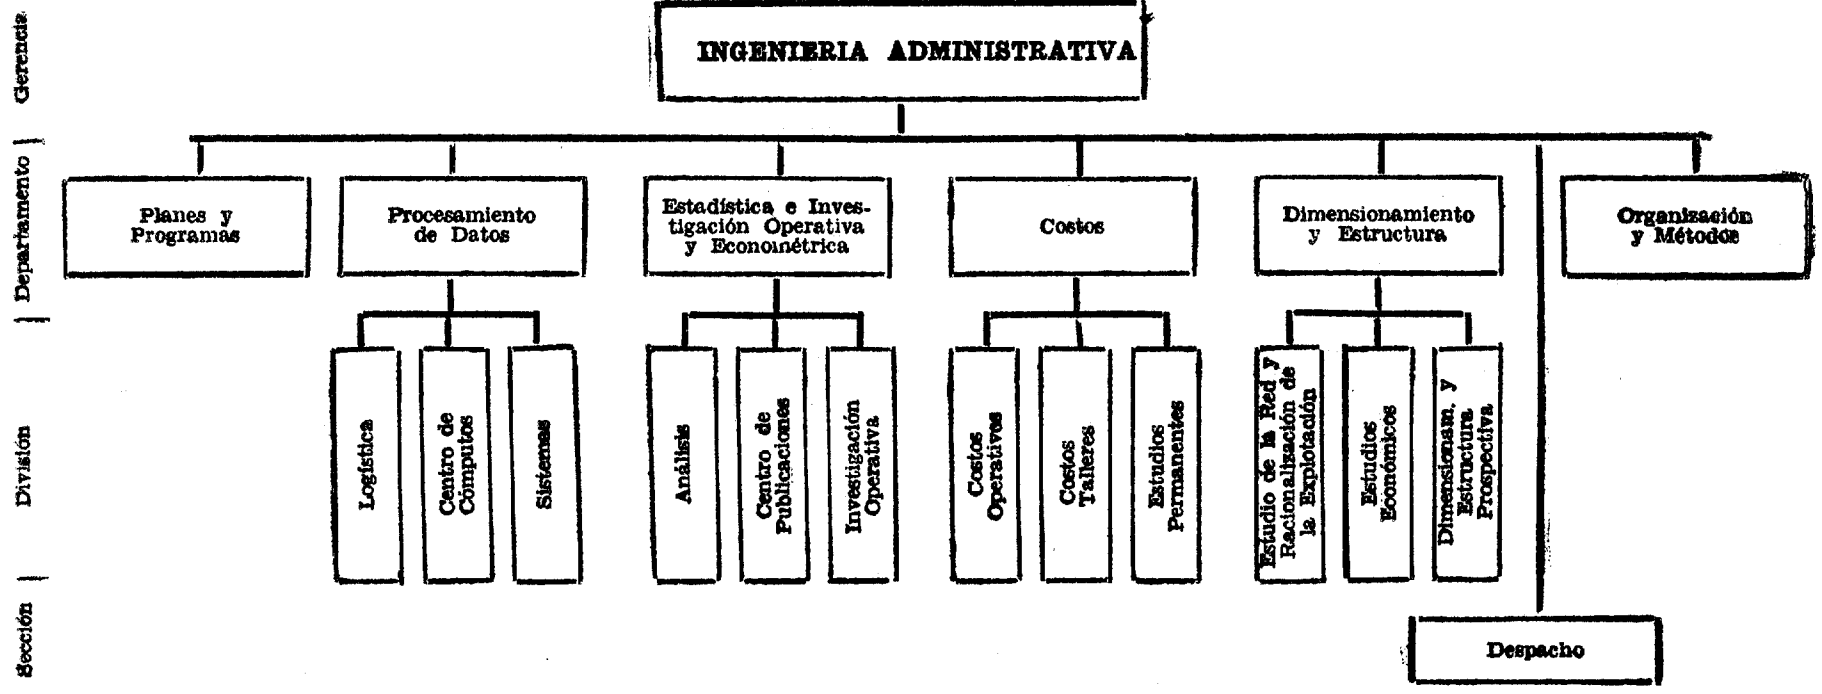 Gerencia
INGENIERIA ADMINISTRATIVA
Departamento
Planes y
Programas
Procesamiento
de Datos
Estadística e Inves-
tigación Operativa
y Econométrica
Costos
Dimensionamiento
y Estructura
Organización
y Métodos
División
Logística
Centro de
Cómputos
Sistemas
Análisis
Centro de
Publicaciones
Investigación
Operativa
Costos
Operativos
Costos
Talleres
Estudios
Permanentes
Estudio de la Red y
Racionalización de
la Explotación
Estudios
Económicos
Dimensionam. y
Estructura
Prospectiva
Sección
Despacho